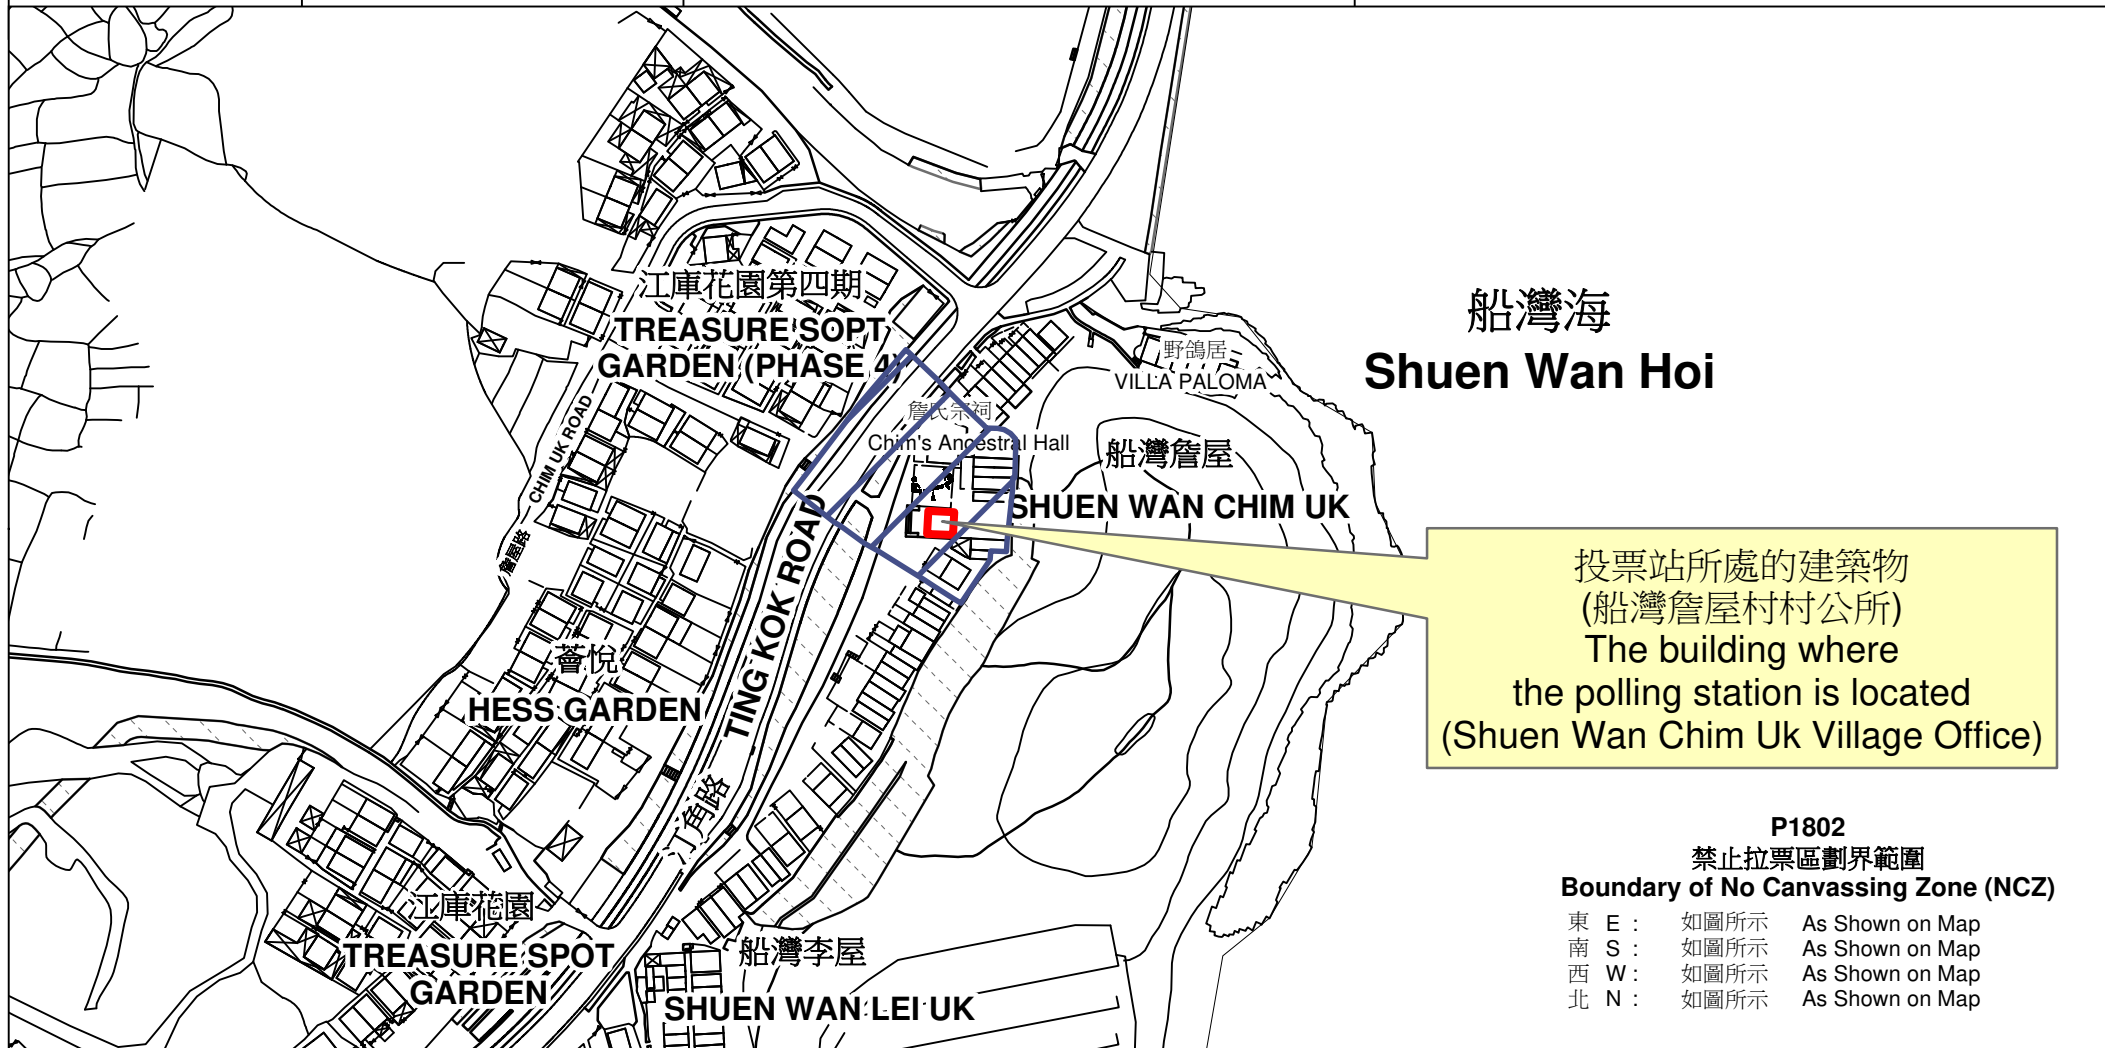 江庫花園第四期
TREASURE SOPT
GARDEN (PHASE 4)
船灣海
Shuen Wan Hoi
野鴿居
VILLA PALOMA
詹氏宗祠
Chim's Ancestral Hall
船灣詹屋
SHUEN WAN CHIM UK
CHIM UK ROAD
詹屋路
TING KOK ROAD
汀角路
薈悅
HESS GARDEN
投票站所處的建築物
(船灣詹屋村村公所)
The building where
the polling station is located
(Shuen Wan Chim Uk Village Office)
江庫花園
TREASURE SPOT
GARDEN
船灣李屋
SHUEN WAN LEI UK
P1802
禁止拉票區劃界範圍
Boundary of No Canvassing Zone (NCZ)
東 E : 如圖所示 As Shown on Map
南 S : 如圖所示 As Shown on Map
西 W : 如圖所示 As Shown on Map
北 N : 如圖所示 As Shown on Map